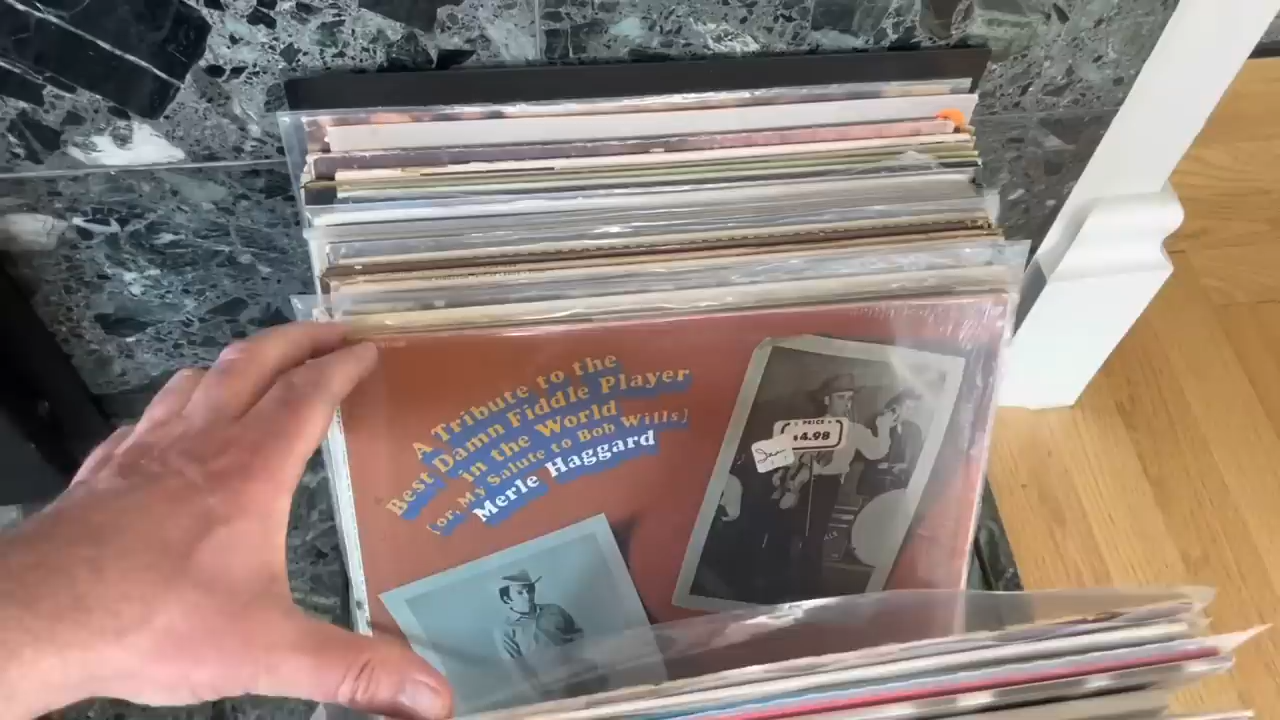 A Tribute to the
Best Damn Fiddle Player
in the World
(or, My Salute to Bob Wills)
Merle Haggard
PRICE
$4.98